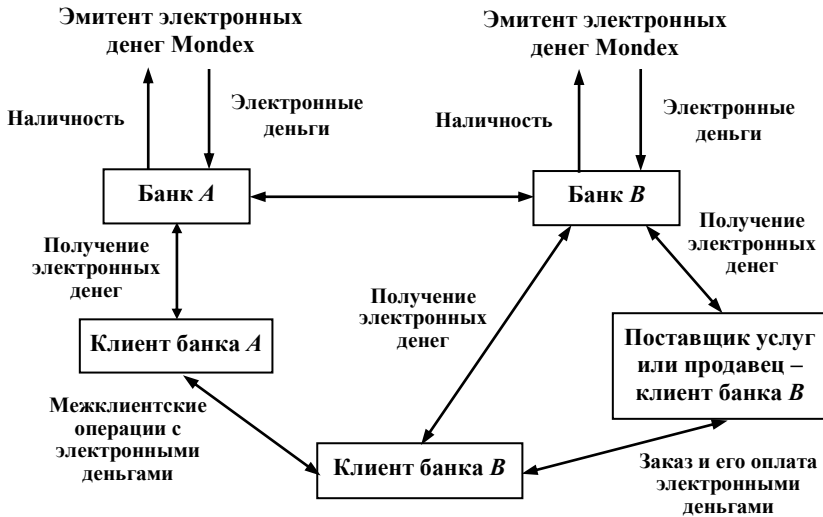 Эмитент электронных
денег Mondex
Эмитент электронных
денег Mondex
Наличность
Электронные
деньги
Наличность
Электронные
деньги
Банк A
Банк B
Получение
электронных
денег
Получение
электронных
денег
Получение
электронных
денег
Клиент банка A
Поставщик услуг
или продавец –
клиент банка B
Межклиентские
операции с
электронными
деньгами
Клиент банка B
Заказ и его оплата
электронными
деньгами